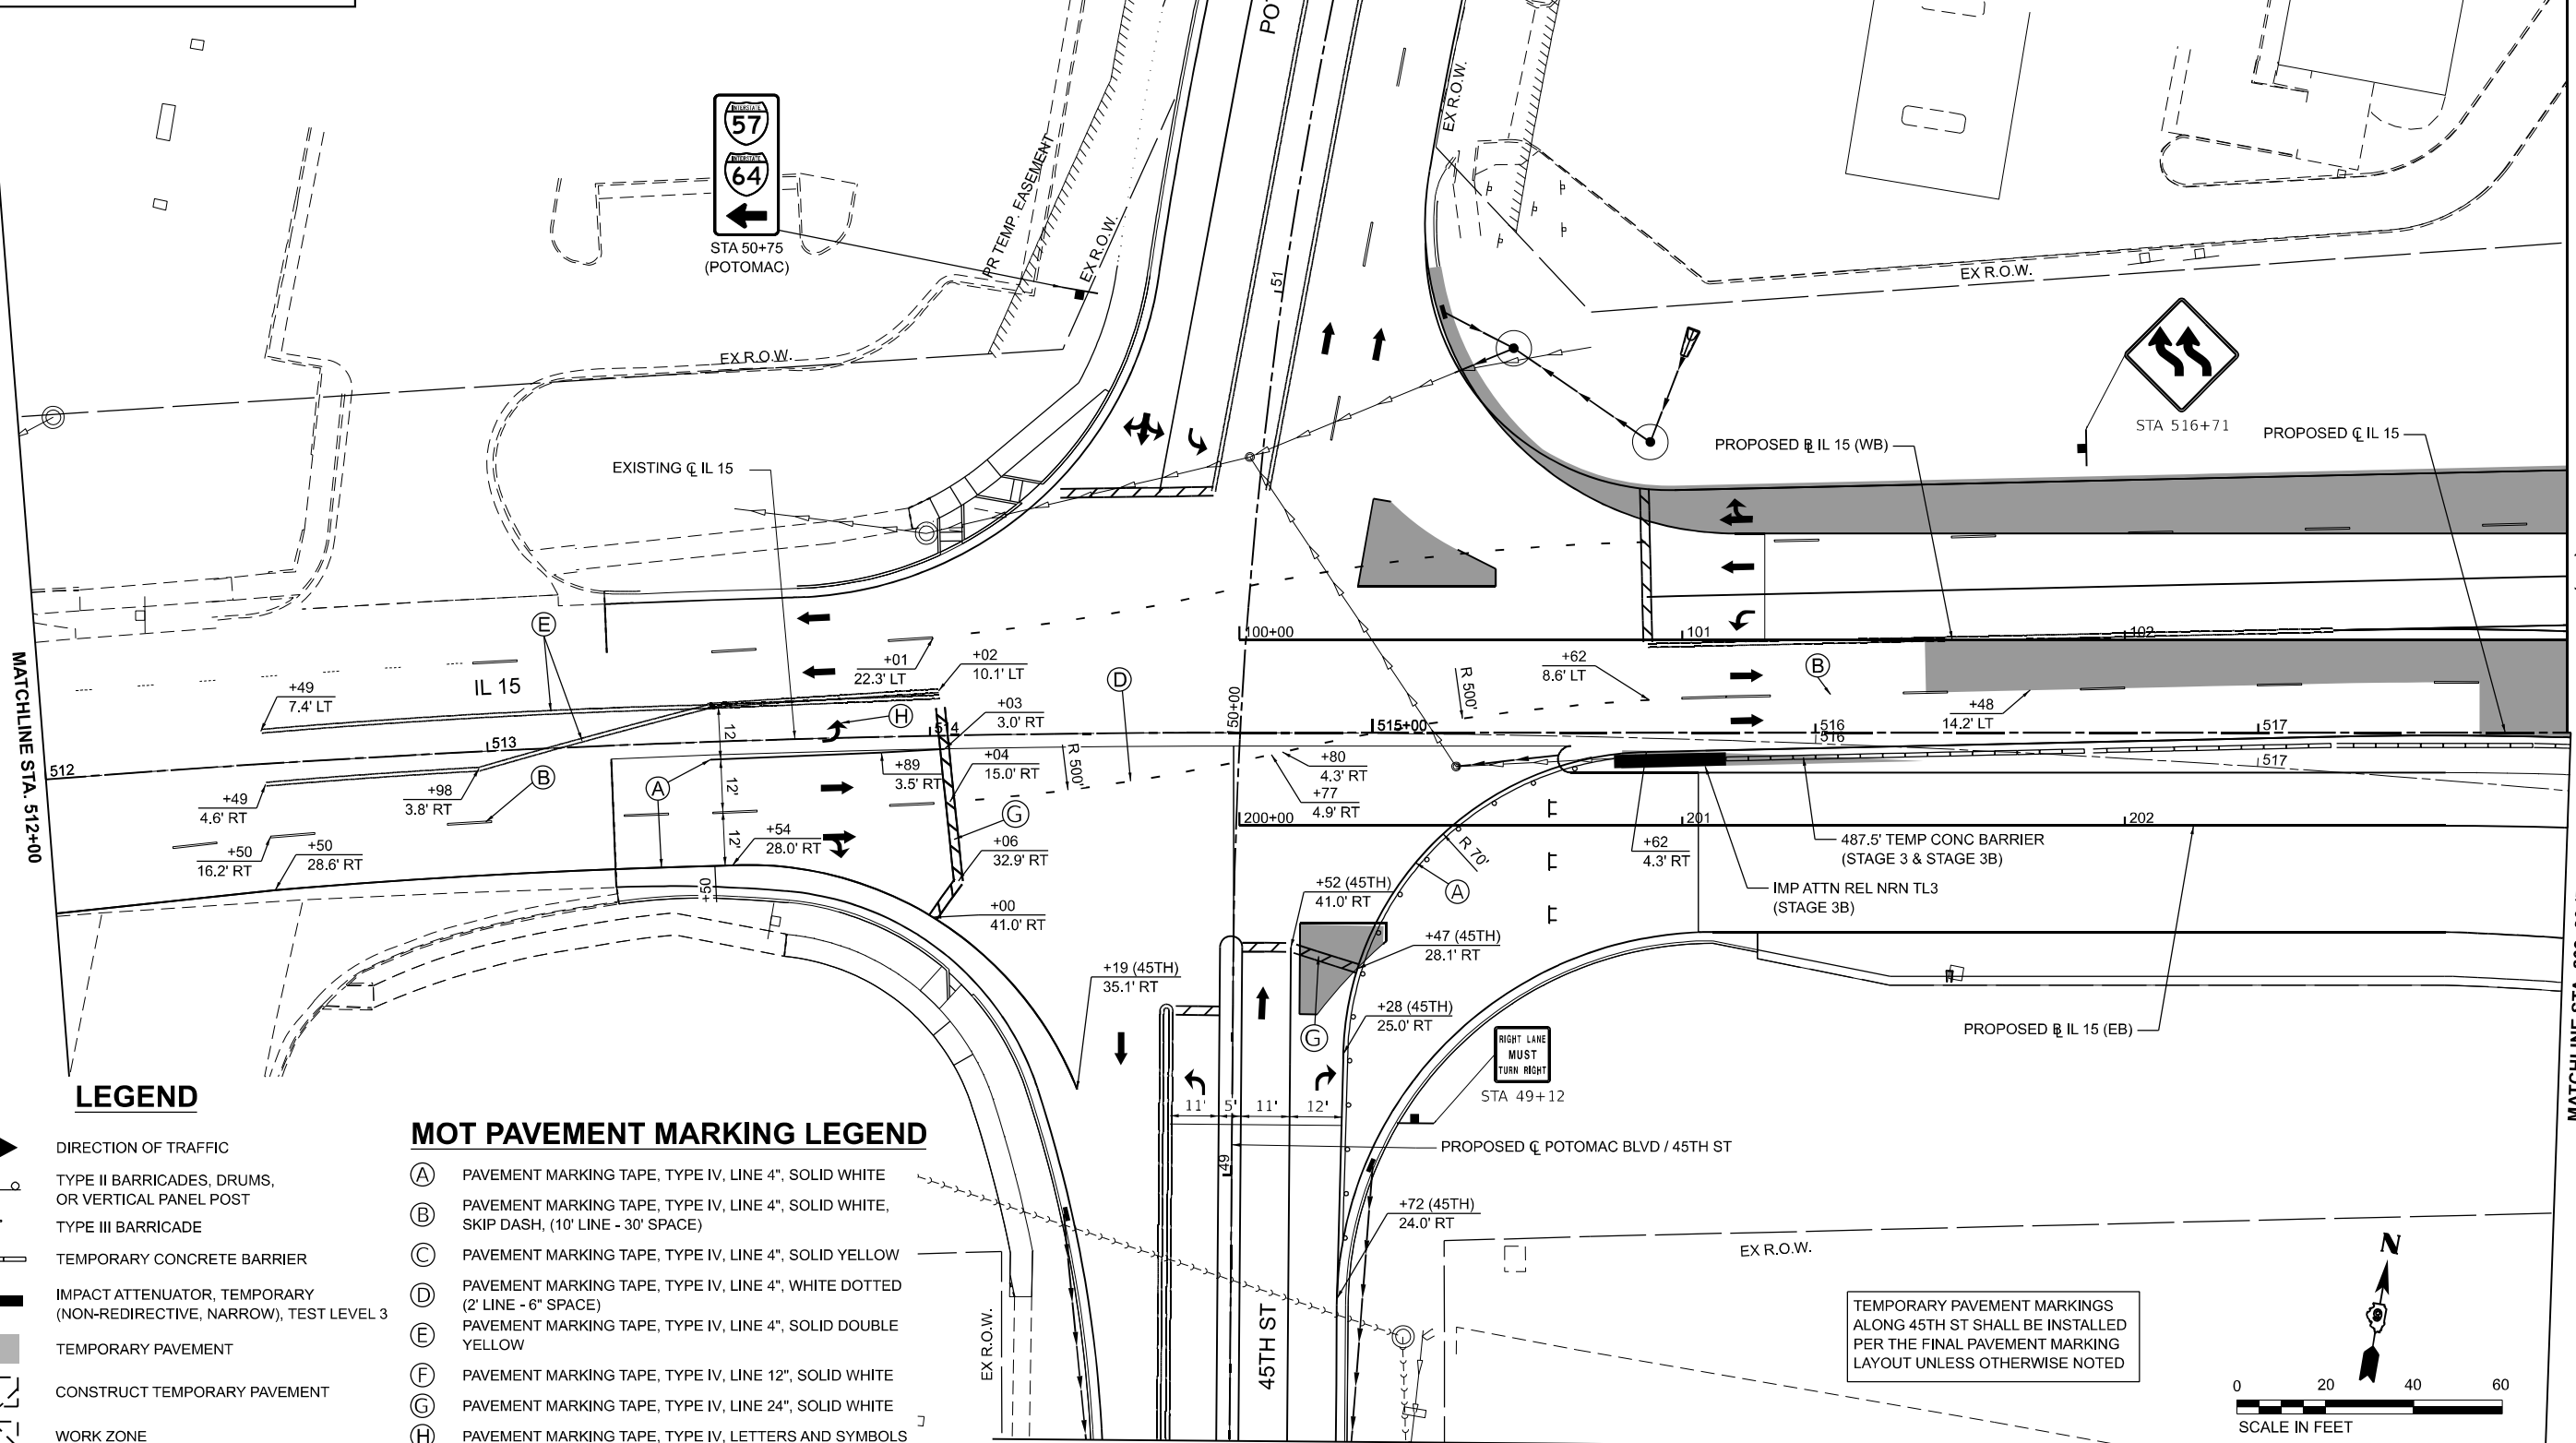 PO
INTERSTATE
57
INTERSTATE
64
STA 50+75
(POTOMAC)
PR TEMP. EASEMENT
EX R.O.W.
EX R.O.W.
EX R.O.W.
51
EX R.O.W.
STA 516+71
PROPOSED ℄ IL 15
PROPOSED B IL 15 (WB)
EXISTING ℄ IL 15
MATCHLINE STA. 512+00
E
IL 15
+49
7.4' LT
+01
22.3' LT
+02
10.1' LT
H
D
+03
3.0' RT
512
513
514
12'
12'
12'
R 500'
50+00
100+00
101
102
+62
8.6' LT
R 500'
B
+48
14.2' LT
515+00
516
516
517
517
+49
4.6' RT
+98
3.8' RT
B
A
+89
3.5' RT
+04
15.0' RT
+80
4.3' RT
+77
4.9' RT
G
+50
16.2' RT
+50
28.6' RT
+54
28.0' RT
+50
+06
32.9' RT
+00
41.0' RT
200+00
201
202
R 70'
A
+62
4.3' RT
487.5' TEMP CONC BARRIER
(STAGE 3 & STAGE 3B)
IMP ATTN REL NRN TL3
(STAGE 3B)
+52 (45TH)
41.0' RT
+47 (45TH)
28.1' RT
+19 (45TH)
35.1' RT
+28 (45TH)
25.0' RT
G
RIGHT LANE
MUST
TURN RIGHT
STA 49+12
PROPOSED B IL 15 (EB)
11'
5'
11'
12'
49
PROPOSED ℄ POTOMAC BLVD / 45TH ST
+72 (45TH)
24.0' RT
EX R.O.W.
EX R.O.W.
45TH ST
MATCHLINE STA.
LEGEND
DIRECTION OF TRAFFIC
TYPE II BARRICADES, DRUMS,
OR VERTICAL PANEL POST
TYPE III BARRICADE
TEMPORARY CONCRETE BARRIER
IMPACT ATTENUATOR, TEMPORARY
(NON-REDIRECTIVE, NARROW), TEST LEVEL 3
TEMPORARY PAVEMENT
CONSTRUCT TEMPORARY PAVEMENT
WORK ZONE
MOT PAVEMENT MARKING LEGEND
A PAVEMENT MARKING TAPE, TYPE IV, LINE 4", SOLID WHITE
B PAVEMENT MARKING TAPE, TYPE IV, LINE 4", SOLID WHITE,
SKIP DASH, (10' LINE - 30' SPACE)
C PAVEMENT MARKING TAPE, TYPE IV, LINE 4", SOLID YELLOW
D PAVEMENT MARKING TAPE, TYPE IV, LINE 4", WHITE DOTTED
(2' LINE - 6" SPACE)
E PAVEMENT MARKING TAPE, TYPE IV, LINE 4", SOLID DOUBLE
YELLOW
F PAVEMENT MARKING TAPE, TYPE IV, LINE 12", SOLID WHITE
G PAVEMENT MARKING TAPE, TYPE IV, LINE 24", SOLID WHITE
H PAVEMENT MARKING TAPE, TYPE IV, LETTERS AND SYMBOLS
TEMPORARY PAVEMENT MARKINGS
ALONG 45TH ST SHALL BE INSTALLED
PER THE FINAL PAVEMENT MARKING
LAYOUT UNLESS OTHERWISE NOTED
N
0 20 40 60
SCALE IN FEET